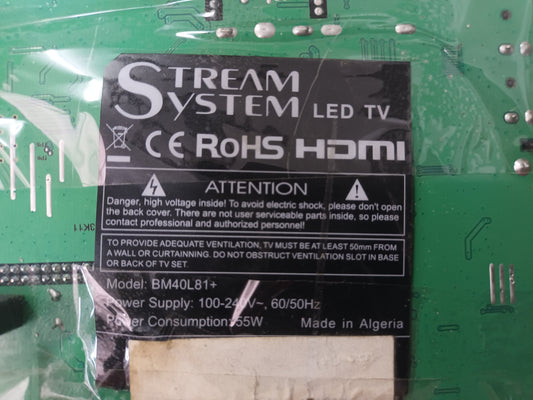 STREAM
SYSTEM LED TV
CE RoHS HDMI
ATTENTION
Danger, high voltage inside! To avoid electric shock, please don't open
the back cover. There are not user serviceable parts inside, so please
contact professional and authorized personnel!
TO PROVIDE ADEQUATE VENTILATION, TV MUST BE AT LEAST 50mm FROM
A WALL OR CURTAINNING. DO NOT OBSTRUCT VENTILATION SLOT IN BASE
OR BACK OF TV SET.
Model: BM40L81+
Power Supply: 100-240V~, 60/50Hz
Power Consumption: 55W Made in Algeria